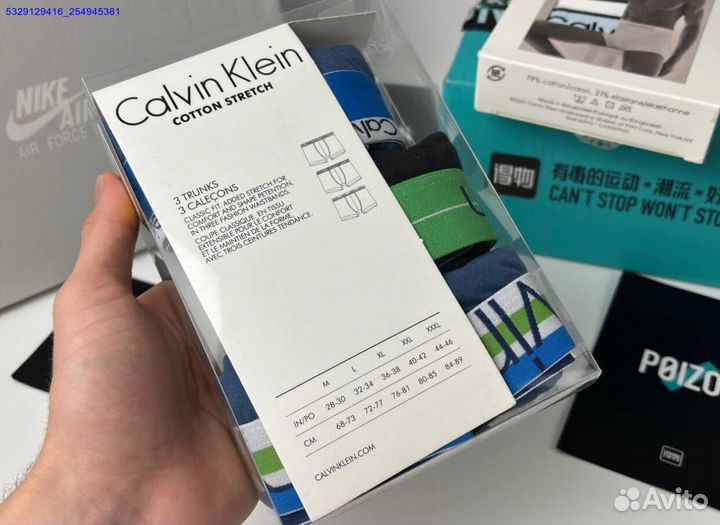 5329129416_254945381
NIKE
AIR
AIR FORCE
Calvin Klein
COTTON STRETCH
3 TRUNKS
3 CALEÇONS
CLASSIC FIT. ADDED STRETCH FOR
COMFORT AND SHAPE RETENTION,
IN THREE FASHION WAISTBANDS.
COUPE CLASSIQUE. EN TISSU
EXTENSIBLE POUR LE CONFORT
ET LE MAINTIEN DE LA FORME.
AVEC TROIS CEINTURES TENDANCE.
M L XL XXL XXXL
IN/PO 28-30 32-34 36-38 40-42 44-46
CM 68-73 72-77 76-81 80-85 84-89
CALVINKLEIN.COM
Calv
79% cotton/coton, 21% elastane/élasthanne
得物
有毒的运动×潮流×好
CAN'T STOP WON'T STO
POIZO
得物
Avito